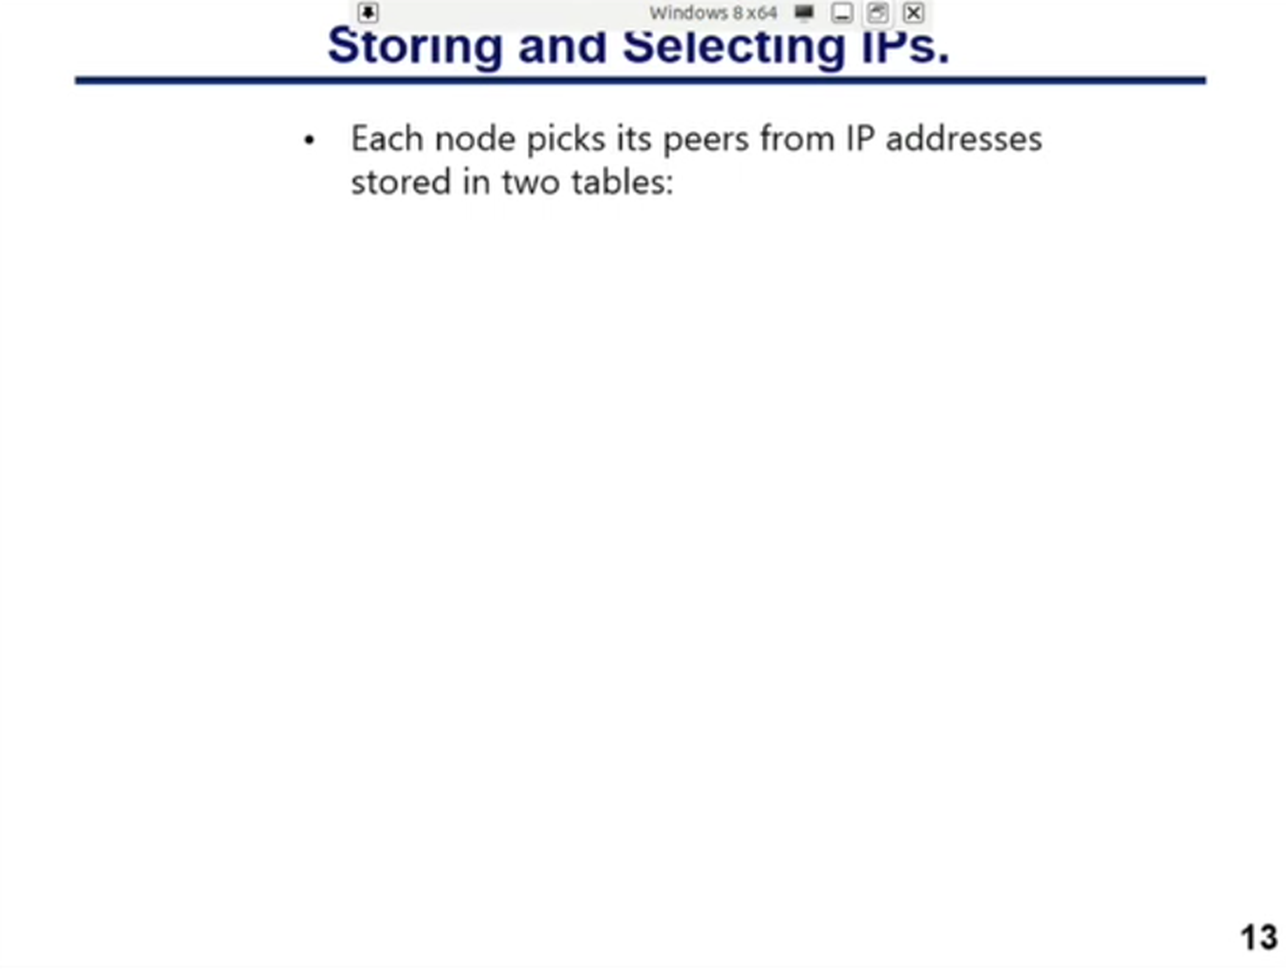 Windows 8 x64
Storing and Selecting IPs.
• Each node picks its peers from IP addresses
stored in two tables:
13